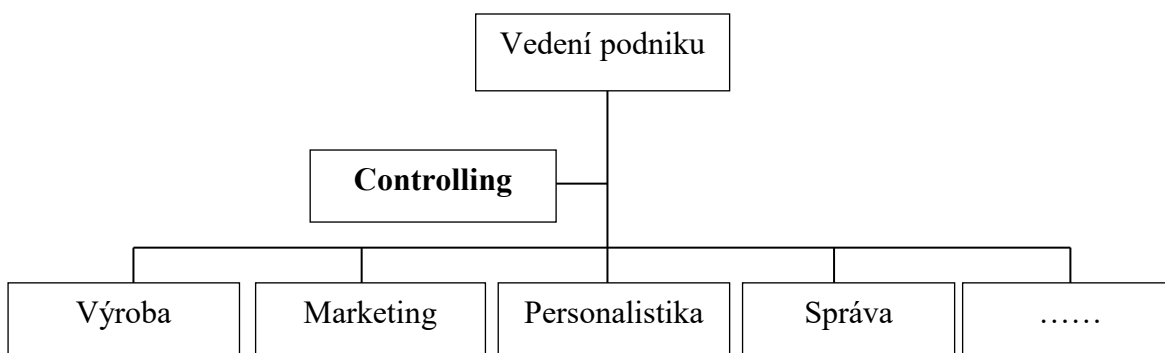 Vedení podniku
Controlling
Výroba
Marketing
Personalistika
Správa
……